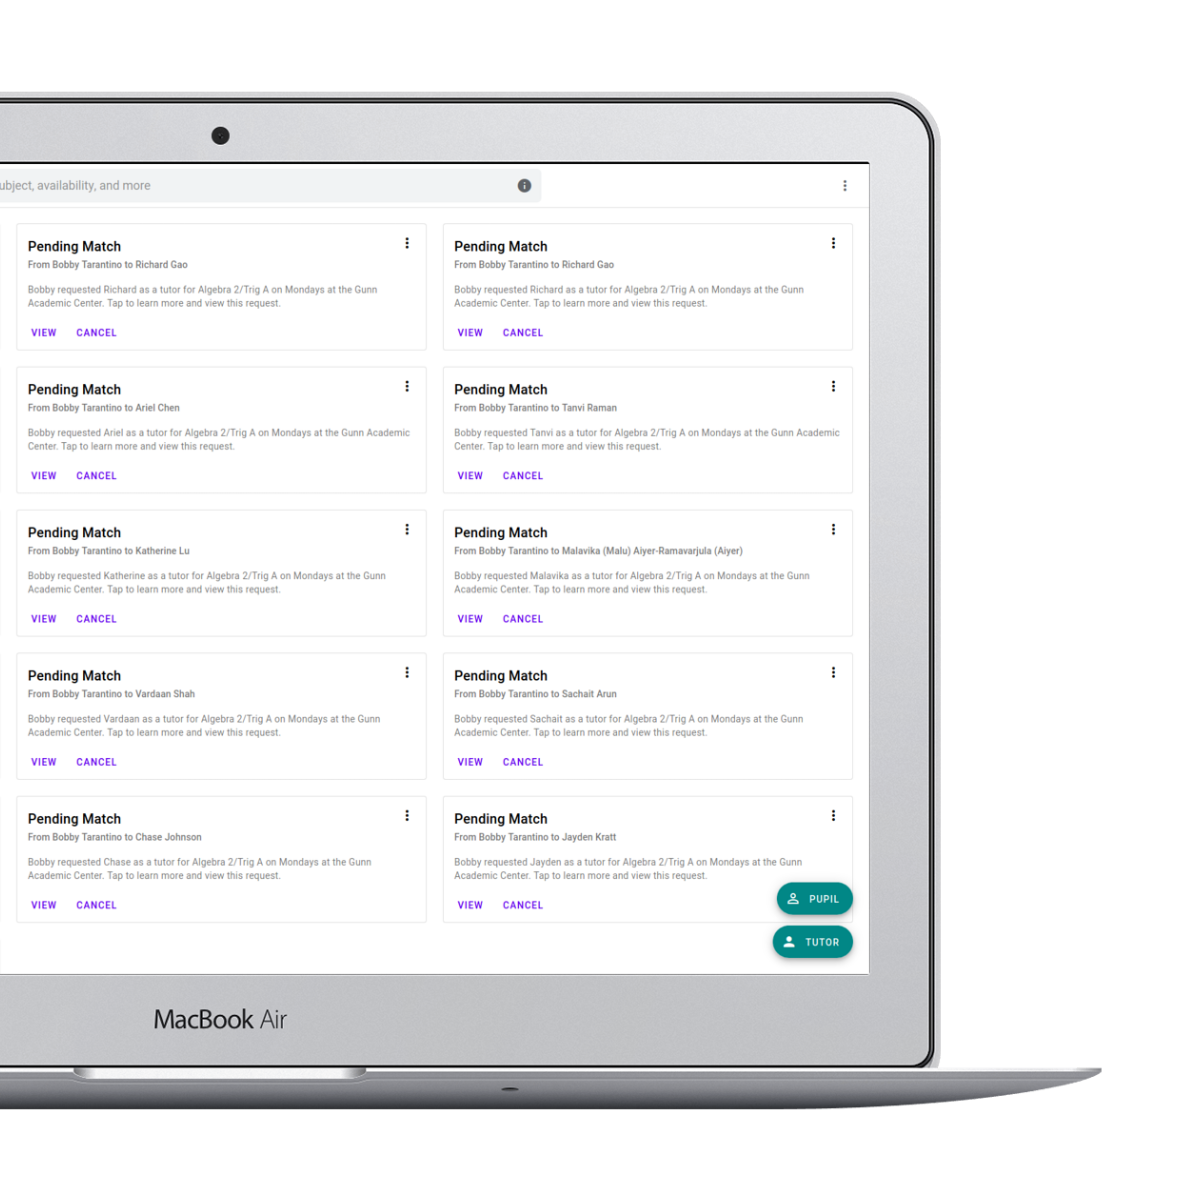 ubject, availability, and more
Pending Match
From Bobby Tarantino to Richard Gao
Bobby requested Richard as a tutor for Algebra 2/Trig A on Mondays at the Gunn
Academic Center. Tap to learn more and view this request.
VIEW CANCEL
Pending Match
From Bobby Tarantino to Richard Gao
Bobby requested Richard as a tutor for Algebra 2/Trig A on Mondays at the Gunn
Academic Center. Tap to learn more and view this request.
VIEW CANCEL
Pending Match
From Bobby Tarantino to Ariel Chen
Bobby requested Ariel as a tutor for Algebra 2/Trig A on Mondays at the Gunn Academic
Center. Tap to learn more and view this request.
VIEW CANCEL
Pending Match
From Bobby Tarantino to Tanvi Raman
Bobby requested Tanvi as a tutor for Algebra 2/Trig A on Mondays at the Gunn Academic
Center. Tap to learn more and view this request.
VIEW CANCEL
Pending Match
From Bobby Tarantino to Katherine Lu
Bobby requested Katherine as a tutor for Algebra 2/Trig A on Mondays at the Gunn
Academic Center. Tap to learn more and view this request.
VIEW CANCEL
Pending Match
From Bobby Tarantino to Malavika (Malu) Aiyer-Ramavarjula (Aiyer)
Bobby requested Malavika as a tutor for Algebra 2/Trig A on Mondays at the Gunn
Academic Center. Tap to learn more and view this request.
VIEW CANCEL
Pending Match
From Bobby Tarantino to Vardaan Shah
Bobby requested Vardaan as a tutor for Algebra 2/Trig A on Mondays at the Gunn
Academic Center. Tap to learn more and view this request.
VIEW CANCEL
Pending Match
From Bobby Tarantino to Sachait Arun
Bobby requested Sachait as a tutor for Algebra 2/Trig A on Mondays at the Gunn
Academic Center. Tap to learn more and view this request.
VIEW CANCEL
Pending Match
From Bobby Tarantino to Chase Johnson
Bobby requested Chase as a tutor for Algebra 2/Trig A on Mondays at the Gunn
Academic Center. Tap to learn more and view this request.
VIEW CANCEL
Pending Match
From Bobby Tarantino to Jayden Kratt
Bobby requested Jayden as a tutor for Algebra 2/Trig A on Mondays at the Gunn
Academic Center. Tap to learn more and view this request.
VIEW CANCEL
PUPIL
TUTOR
MacBook Air